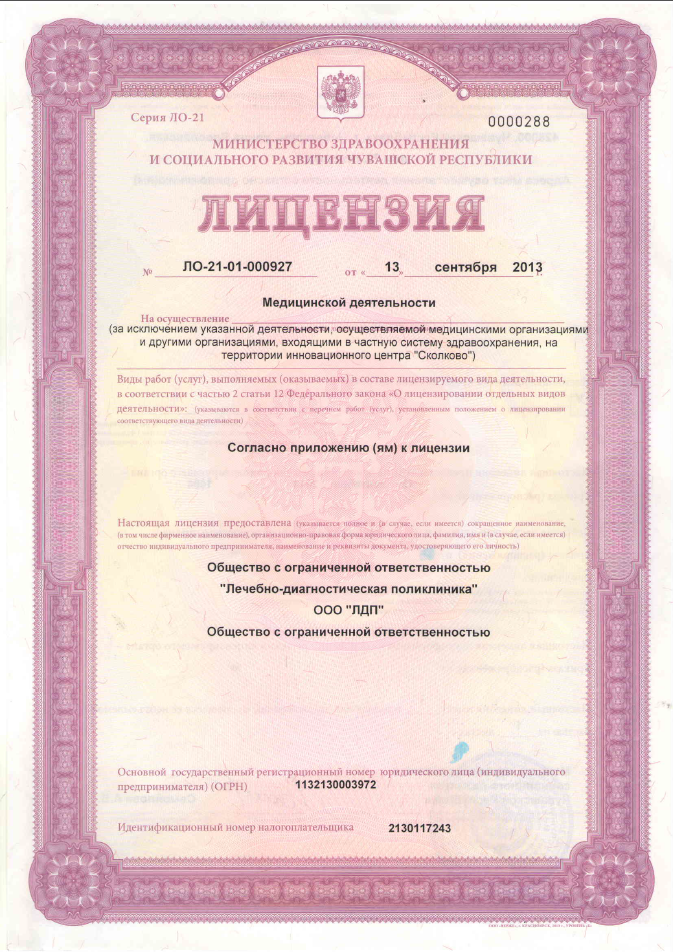 Серия ЛО-21
0000288
МИНИСТЕРСТВО ЗДРАВООХРАНЕНИЯ
И СОЦИАЛЬНОГО РАЗВИТИЯ ЧУВАШСКОЙ РЕСПУБЛИКИ
ЛИЦЕНЗИЯ
№ ЛО-21-01-000927 от « 13 » сентября 2013 г.
Медицинской деятельности
На осуществление
(за исключением указанной деятельности, осуществляемой медицинскими организациями
и другими организациями, входящими в частную систему здравоохранения, на
территории инновационного центра "Сколково")
Виды работ (услуг), выполняемых (оказываемых) в составе лицензируемого вида деятельности,
в соответствии с частью 2 статьи 12 Федерального закона «О лицензировании отдельных видов
деятельности»: (указываются в соответствии с перечнем работ (услуг), установленным положением о лицензировании
соответствующего вида деятельности)
Согласно приложению (ям) к лицензии
Настоящая лицензия предоставлена (указывается полное и (в случае, если имеется) сокращенное наименование,
(в том числе фирменное наименование), организационно-правовая форма юридического лица, фамилия, имя и (в случае, если имеется)
отчество индивидуального предпринимателя, наименование и реквизиты документа, удостоверяющего его личность)
Общество с ограниченной ответственностью
"Лечебно-диагностическая поликлиника"
ООО "ЛДП"
Общество с ограниченной ответственностью
Основной государственный регистрационный номер юридического лица (индивидуального
предпринимателя) (ОГРН) 1132130003972
Идентификационный номер налогоплательщика 2130117243